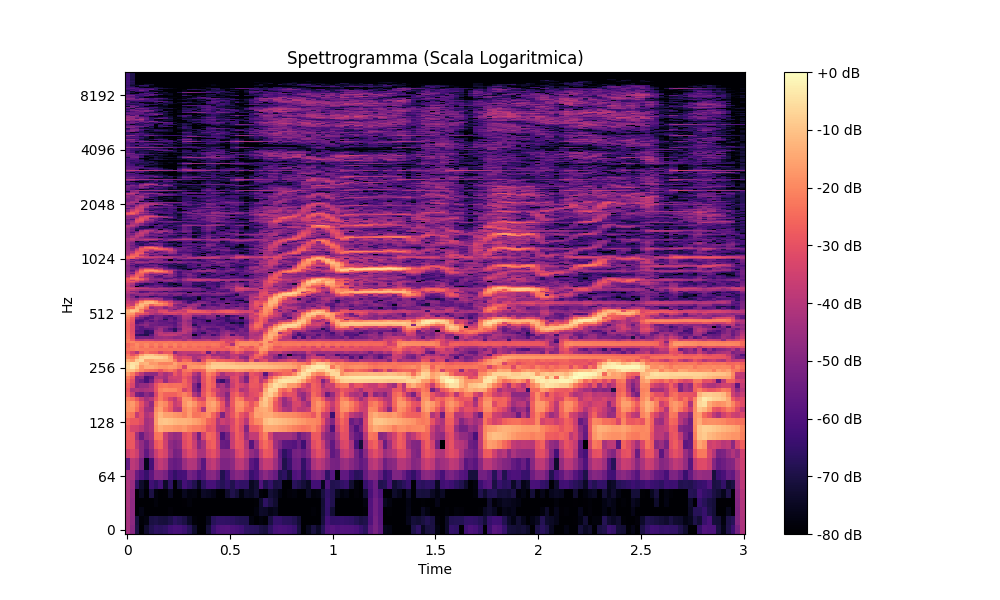 Spettrogramma (Scala Logaritmica)
Hz
8192
4096
2048
1024
512
256
128
64
0
0 0.5 1 1.5 2 2.5 3
Time
+0 dB
-10 dB
-20 dB
-30 dB
-40 dB
-50 dB
-60 dB
-70 dB
-80 dB